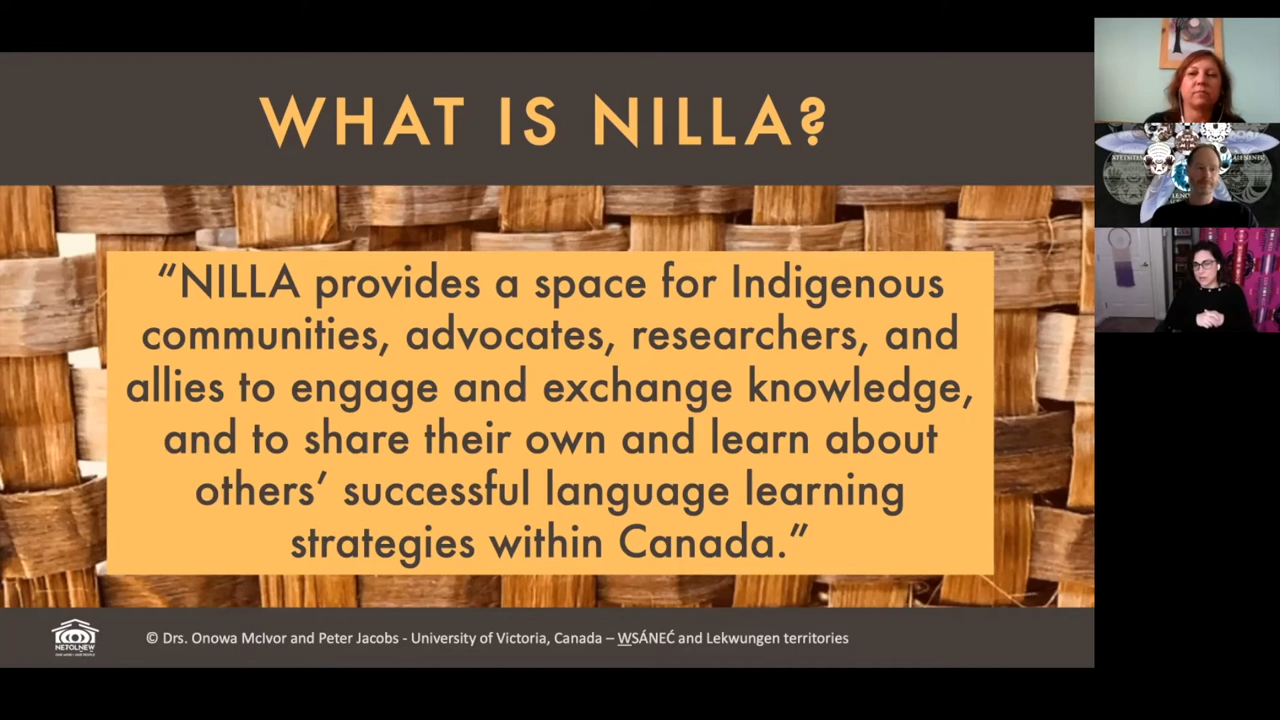 WHAT IS NILLA?
“NILLA provides a space for Indigenous
communities, advocates, researchers, and
allies to engage and exchange knowledge,
and to share their own and learn about
others’ successful language learning
strategies within Canada.”
NEȾOLṈEW̱
© Drs. Onowa McIvor and Peter Jacobs - University of Victoria, Canada – W̱SÁNEĆ and Lekwungen territories